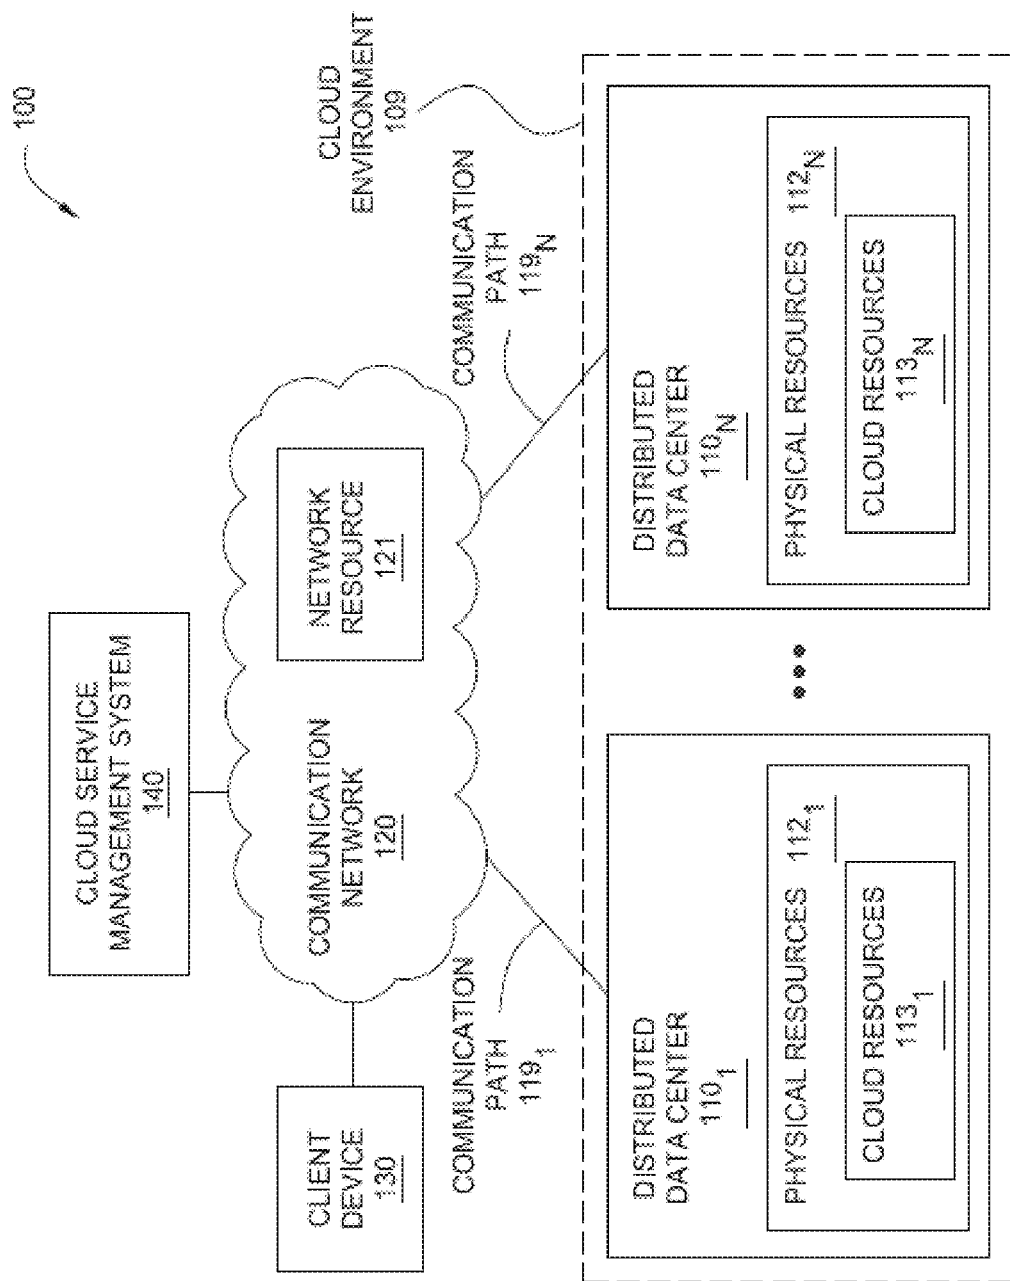 100
CLOUD SERVICE
MANAGEMENT SYSTEM
140
CLIENT
DEVICE
130
COMMUNICATION
NETWORK
120
NETWORK
RESOURCE
121
CLOUD
ENVIRONMENT
109
COMMUNICATION
PATH
119₁
COMMUNICATION
PATH
119N
DISTRIBUTED
DATA CENTER
110₁
PHYSICAL RESOURCES 112₁
CLOUD RESOURCES
113₁
DISTRIBUTED
DATA CENTER
110N
PHYSICAL RESOURCES 112N
CLOUD RESOURCES
113N